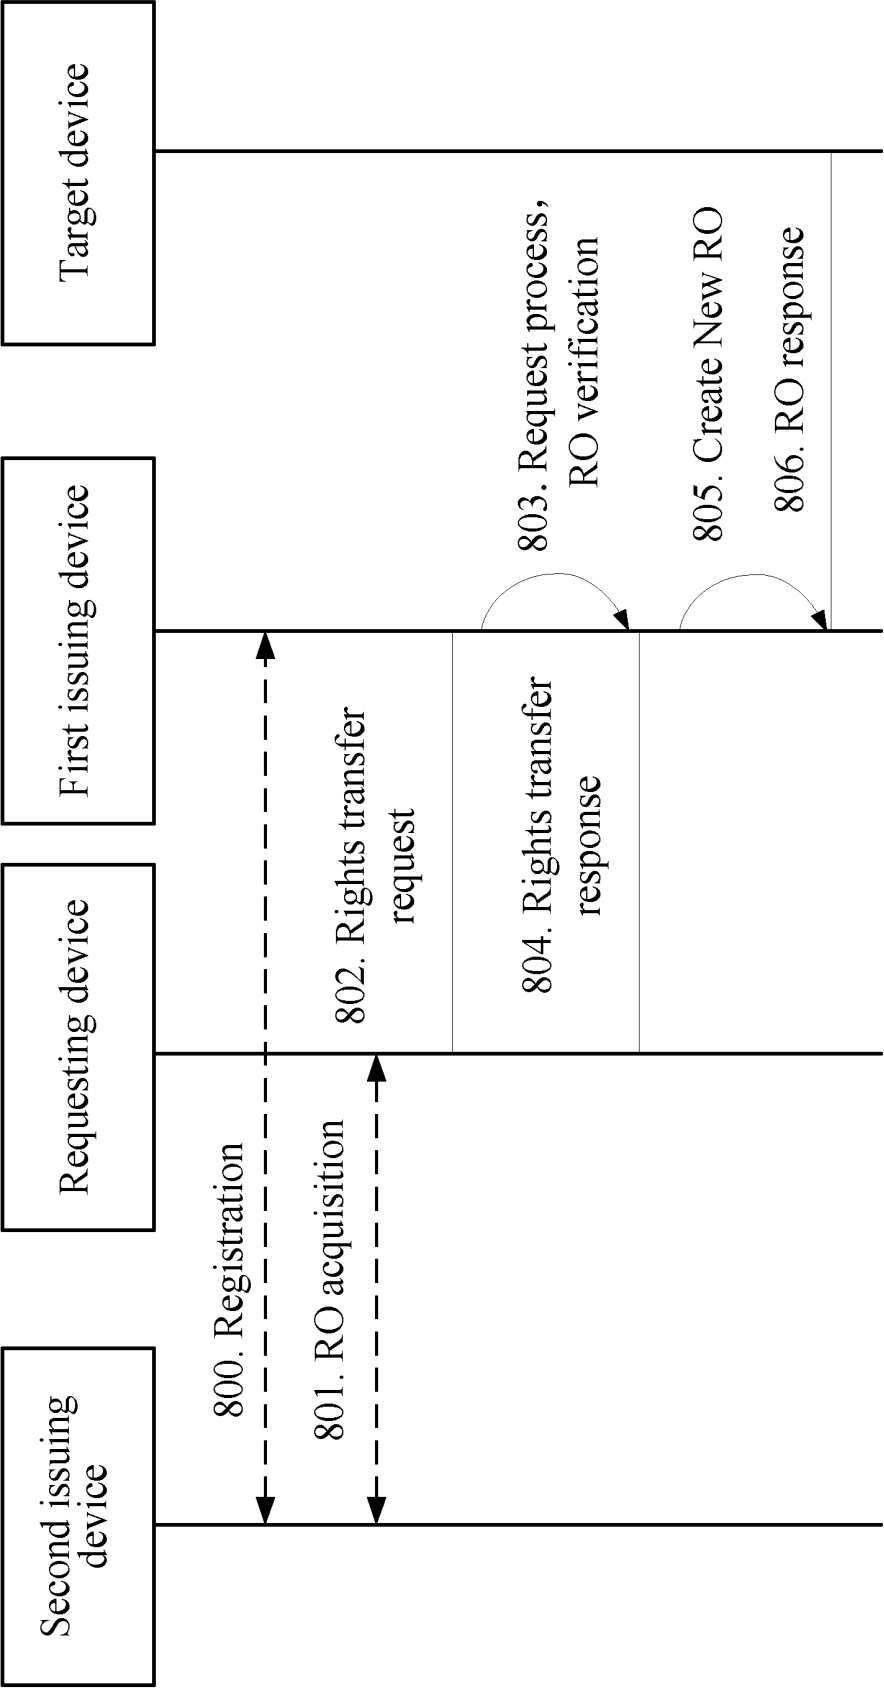 Second issuing
device
Requesting device
First issuing device
Target device
800. Registration
801. RO acquisition
802. Rights transfer
request
803. Request process,
RO verification
804. Rights transfer
response
805. Create New RO
806. RO response